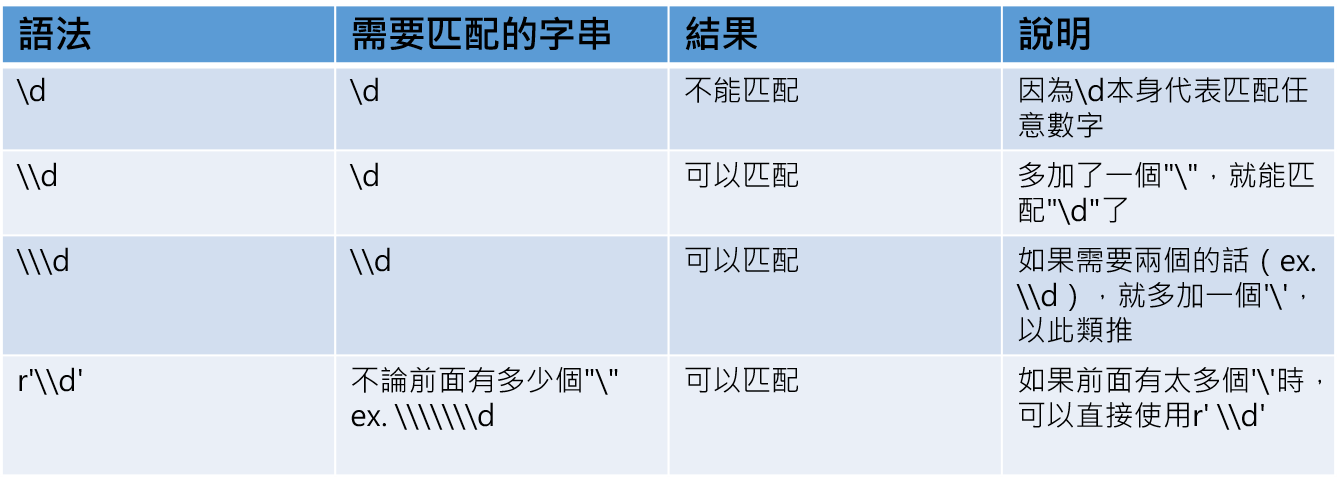 語法
需要匹配的字串
結果
說明
\d
\d
不能匹配
因為\d本身代表匹配任
意數字
\\d
\d
可以匹配
多加了一個"\"，就能匹
配"\d"了
\\\d
\\d
可以匹配
如果需要兩個的話（ex.
\\d），就多加一個'\'，
以此類推
r'\\d'
不論前面有多少個"\"
ex. \\\\\\\d
可以匹配
如果前面有太多個'\'時，
可以直接使用r' \\d'